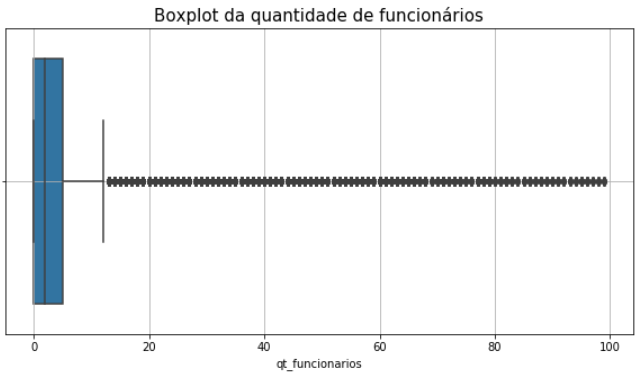 Boxplot da quantidade de funcionários
0 20 40 60 80 100
qt_funcionarios